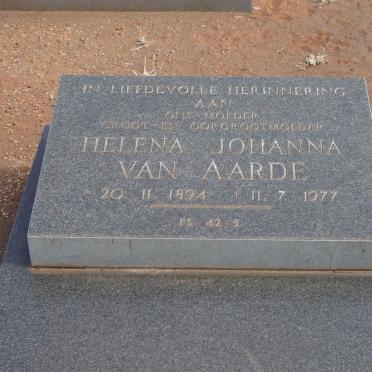 IN LIEFDEVOLLE HERINNERING
AAN
ONS MOEDER
GROOT- EN OORGROOTMOEDER
HELENA JOHANNA
VAN AARDE
* 20. 11. 1894 † 11. 7. 1977
PS. 42-5